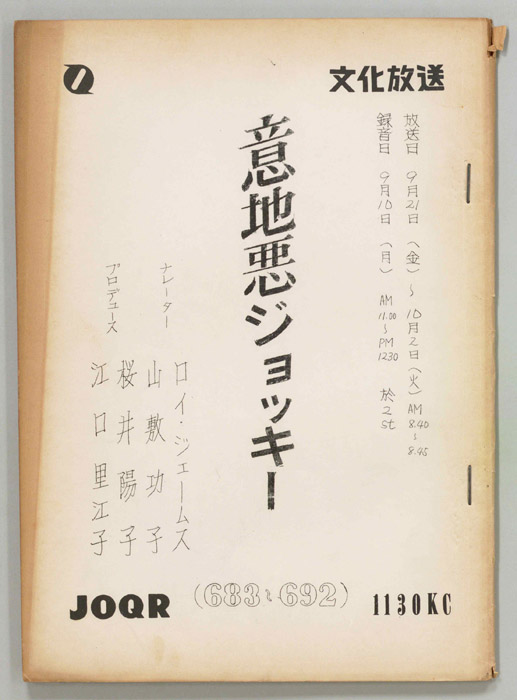 文化放送
放送日 9月21日(金)~10月2日(火) AM 8.40~8.45
録音日 9月10日(月) AM 11.00~PM 1230 於2st
意地悪ジョッキー
ナレーター ロイ・ジェームス
山敷功子
プロデュース 桜井陽子
江口里江子
(683~692)
JOQR
1130KC